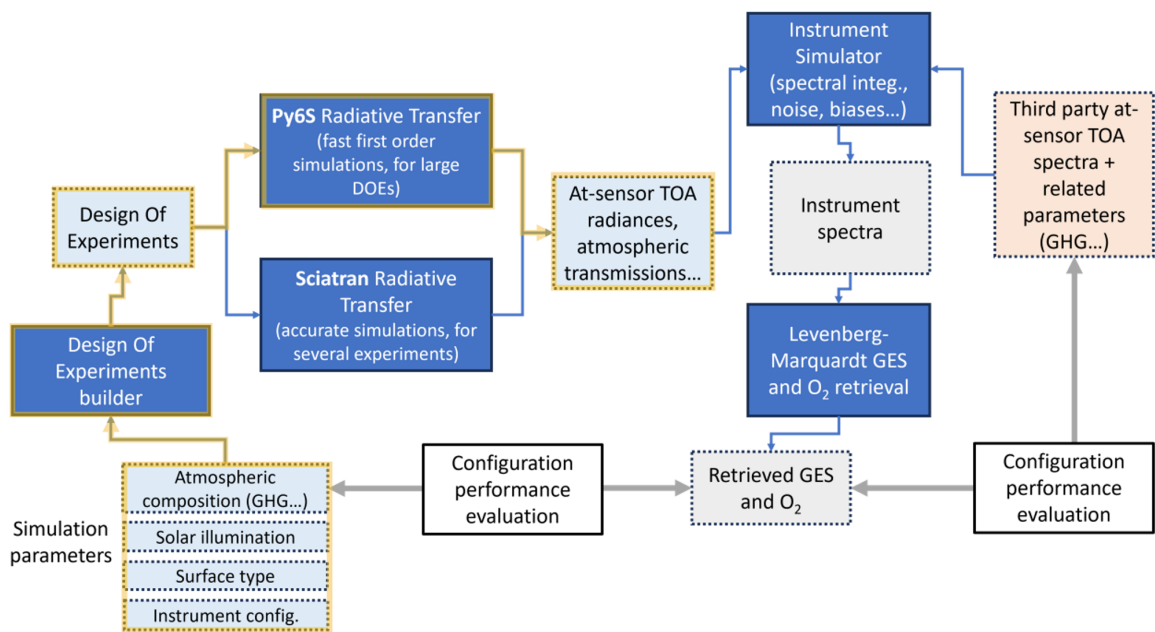 Instrument
Simulator
(spectral integ.,
noise, biases…)
Py6S Radiative Transfer
(fast first order
simulations, for large
DOEs)
Third party at-
sensor TOA
spectra +
related
parameters
(GHG…)
Design Of
Experiments
At-sensor TOA
radiances,
atmospheric
transmissions…
Instrument
spectra
Sciatran Radiative
Transfer
(accurate simulations, for
several experiments)
Design Of
Experiments
builder
Levenberg-
Marquardt GES
and O₂ retrieval
Simulation
parameters
Atmospheric
composition (GHG…)
Solar illumination
Surface type
Instrument config.
Configuration
performance
evaluation
Retrieved GES
and O₂
Configuration
performance
evaluation